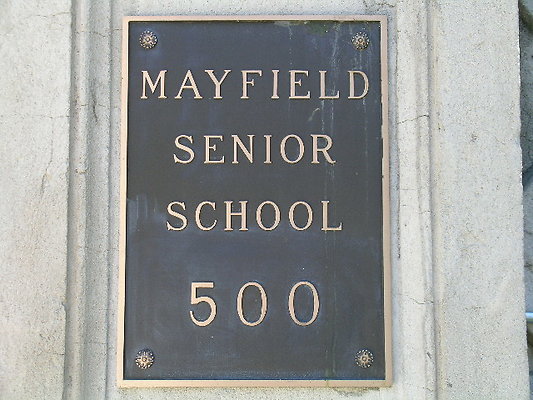 MAYFIELD
SENIOR
SCHOOL
500